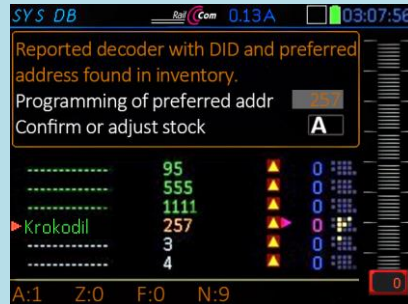 SYS DB RailCom 0.13A 03:07:56
Reported decoder with DID and preferred
address found in inventory.
Programming of preferred addr 257
Confirm or adjust stock A
------------- 95 0
------------- 555 0
------------- 1111 0
Krokodil 257 0
------------- 3 0
------------- 4 0
0
A:1 Z:0 F:0 N:9